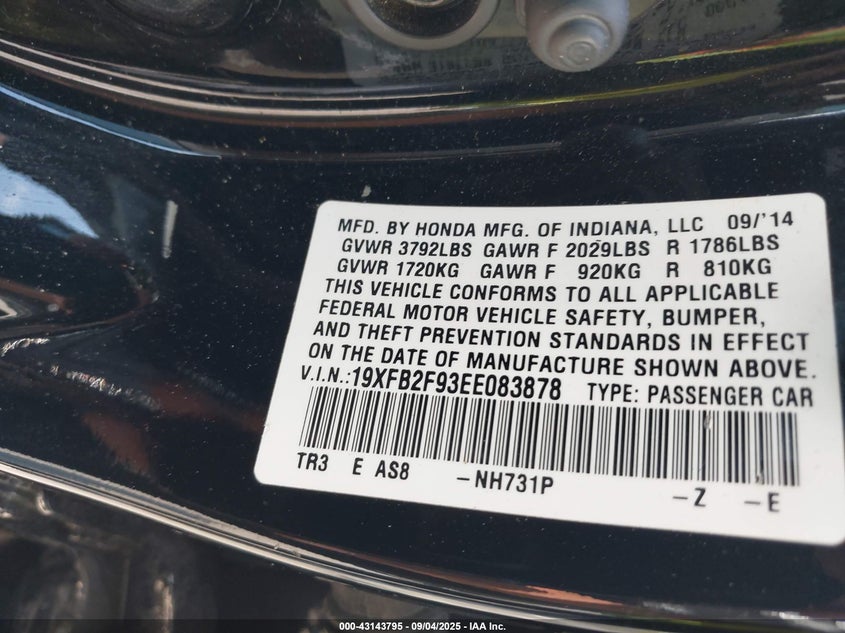 MFD. BY HONDA MFG. OF INDIANA, LLC 09/'14
GVWR 3792LBS GAWR F 2029LBS R 1786LBS
GVWR 1720KG GAWR F 920KG R 810KG
THIS VEHICLE CONFORMS TO ALL APPLICABLE
FEDERAL MOTOR VEHICLE SAFETY, BUMPER,
AND THEFT PREVENTION STANDARDS IN EFFECT
ON THE DATE OF MANUFACTURE SHOWN ABOVE.
V.I.N.:19XFB2F93EE083878 TYPE: PASSENGER CAR
TR3 E AS8 -NH731P -Z -E
000-43143795 - 09/04/2025 - IAA Inc.